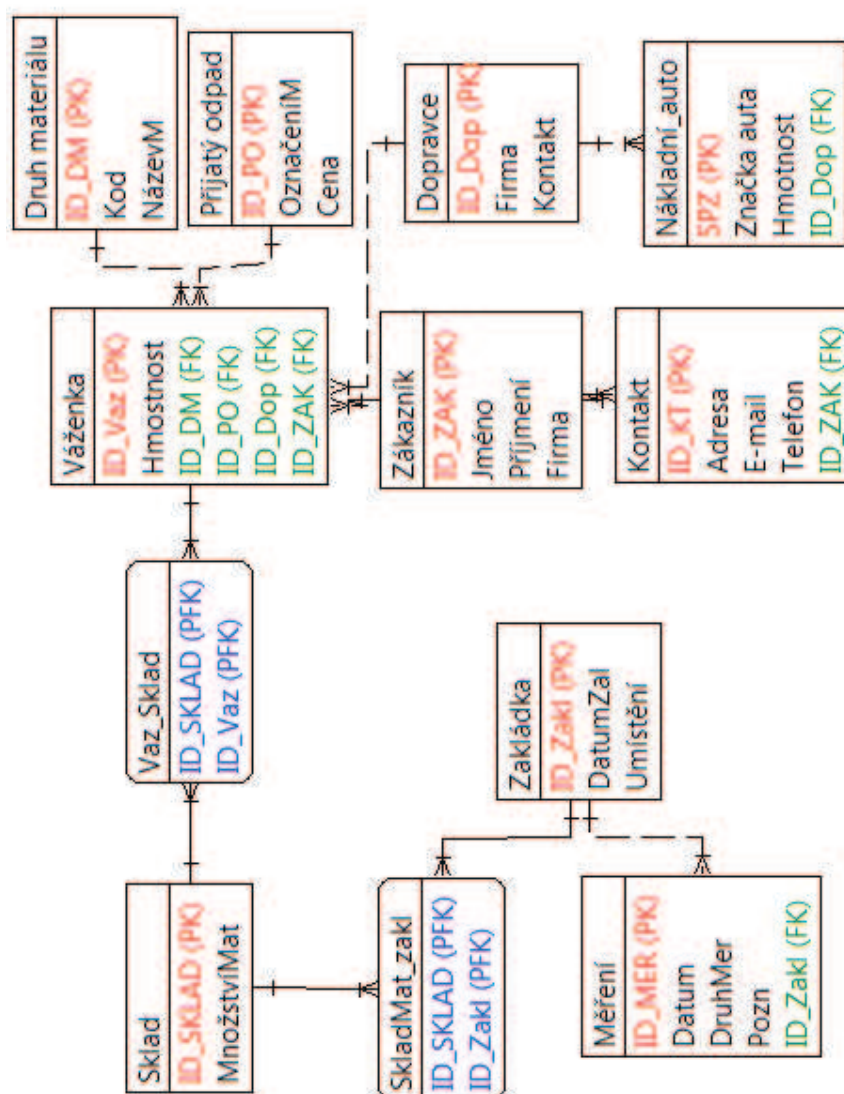 Sklad
ID_SKLAD (PK)
MnožstvíMat
Vaz_Sklad
ID_SKLAD (PFK)
ID_Vaz (PFK)
Váženka
ID_Vaz (PK)
Hmostnost
ID_DM (FK)
ID_PO (FK)
ID_Dop (FK)
ID_ZAK (FK)
Druh materiálu
ID_DM (PK)
Kod
NázevM
Přijatý odpad
ID_PO (PK)
OznačeníM
Cena
SkladMat_zakl
ID_SKLAD (PFK)
ID_Zakl (PFK)
Zakládka
ID_Zakl (PK)
DatumZal
Umístění
Zákazník
ID_ZAK (PK)
Jméno
Příjmení
Firma
Dopravce
ID_Dop (PK)
Firma
Kontakt
Měření
ID_MER (PK)
Datum
DruhMer
Pozn
ID_Zakl (FK)
Kontakt
ID_KT (PK)
Adresa
E-mail
Telefon
ID_ZAK (FK)
Nákladní_auto
SPZ (PK)
Značka auta
Hmotnost
ID_Dop (FK)